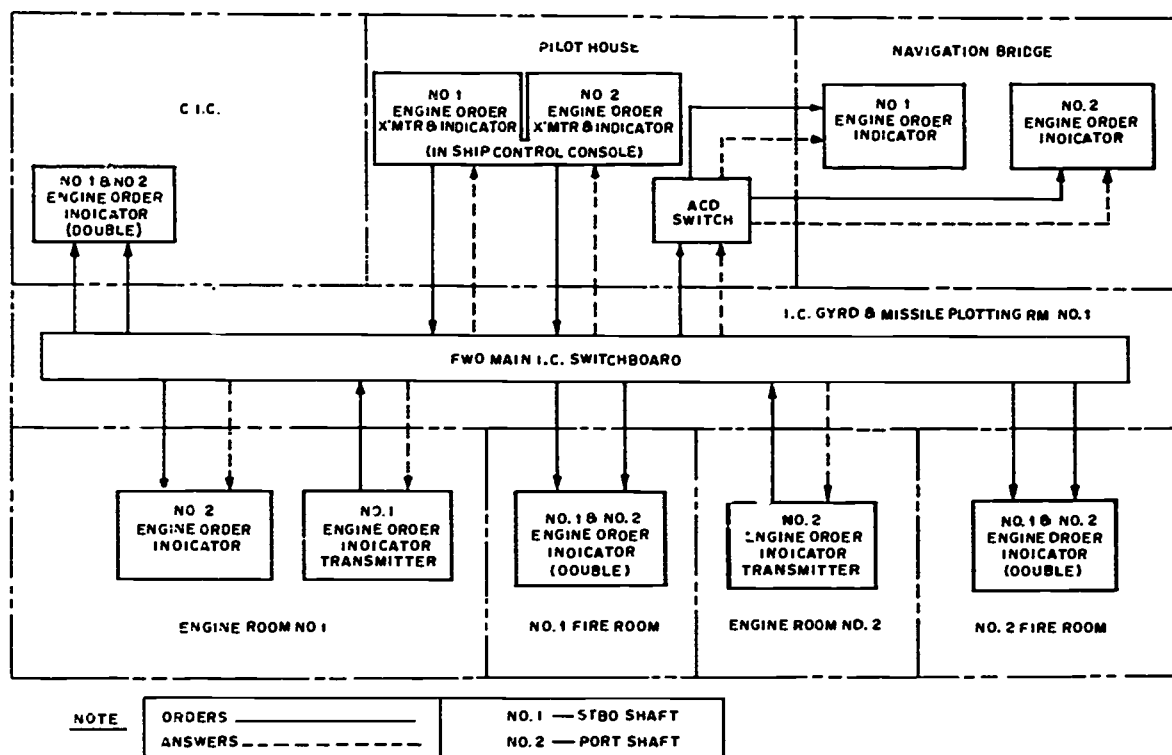 PILOT HOUSE
NAVIGATION BRIDGE
C I.C.
NO 1
ENGINE ORDER
X'MTR & INDICATOR
NO. 2
ENGINE ORDER
X'MTR & INDICATOR
(IN SHIP CONTROL CONSOLE)
NO 1
ENGINE ORDER
INDICATOR
NO. 2
ENGINE ORDER
INDICATOR
NO 1 & NO 2
ENGINE ORDER
INDICATOR
(DOUBLE)
ACD
SWITCH
I.C. GYRD & MISSILE PLOTTING RM NO.1
FWO MAIN I.C. SWITCHBOARD
NO 2
ENGINE ORDER
INDICATOR
NO.1
ENGINE ORDER
INDICATOR
TRANSMITTER
NO.1 & NO.2
ENGINE ORDER
INDICATOR
(DOUBLE)
NO.2
ENGINE ORDER
INDICATOR
TRANSMITTER
NO.1 & NO.2
ENGINE ORDER
INDICATOR
(DOUBLE)
ENGINE ROOM NO 1
NO.1 FIRE ROOM
ENGINE ROOM ND. 2
NO.2 FIRE ROOM
NOTE
ORDERS
ANSWERS
NO. 1 — STBO SHAFT
NO. 2 — PORT SHAFT